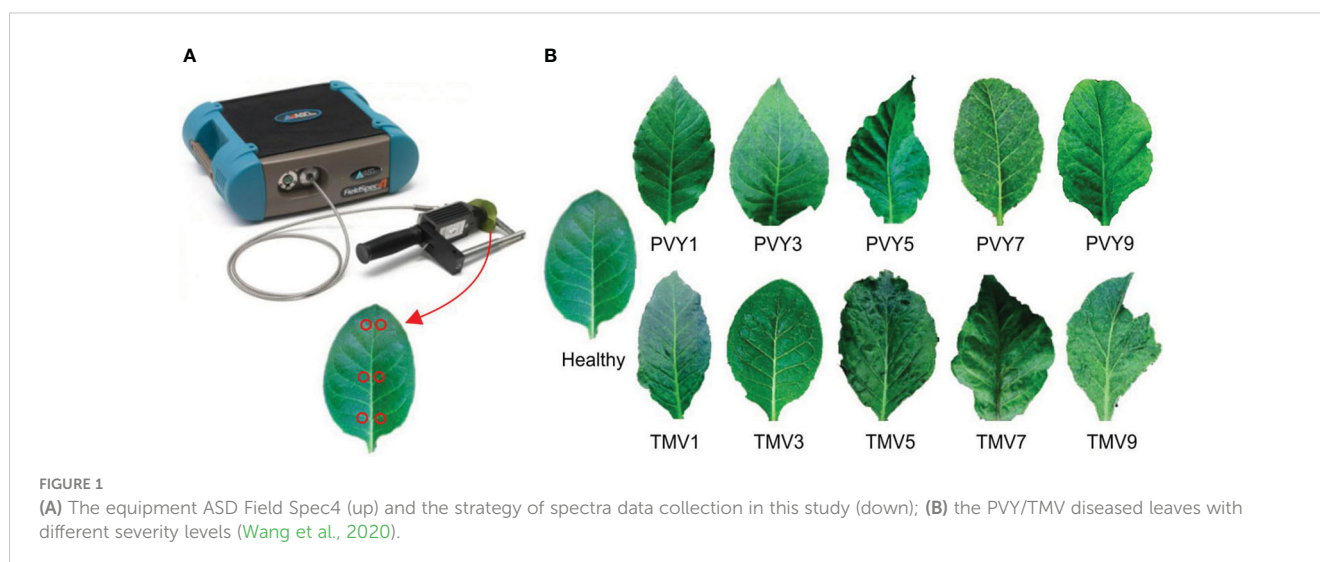 A
B
FieldSpec4
PVY1
PVY3
PVY5
PVY7
PVY9
Healthy
TMV1
TMV3
TMV5
TMV7
TMV9
FIGURE 1
(A) The equipment ASD Field Spec4 (up) and the strategy of spectra data collection in this study (down); (B) the PVY/TMV diseased leaves with
different severity levels (Wang et al., 2020).